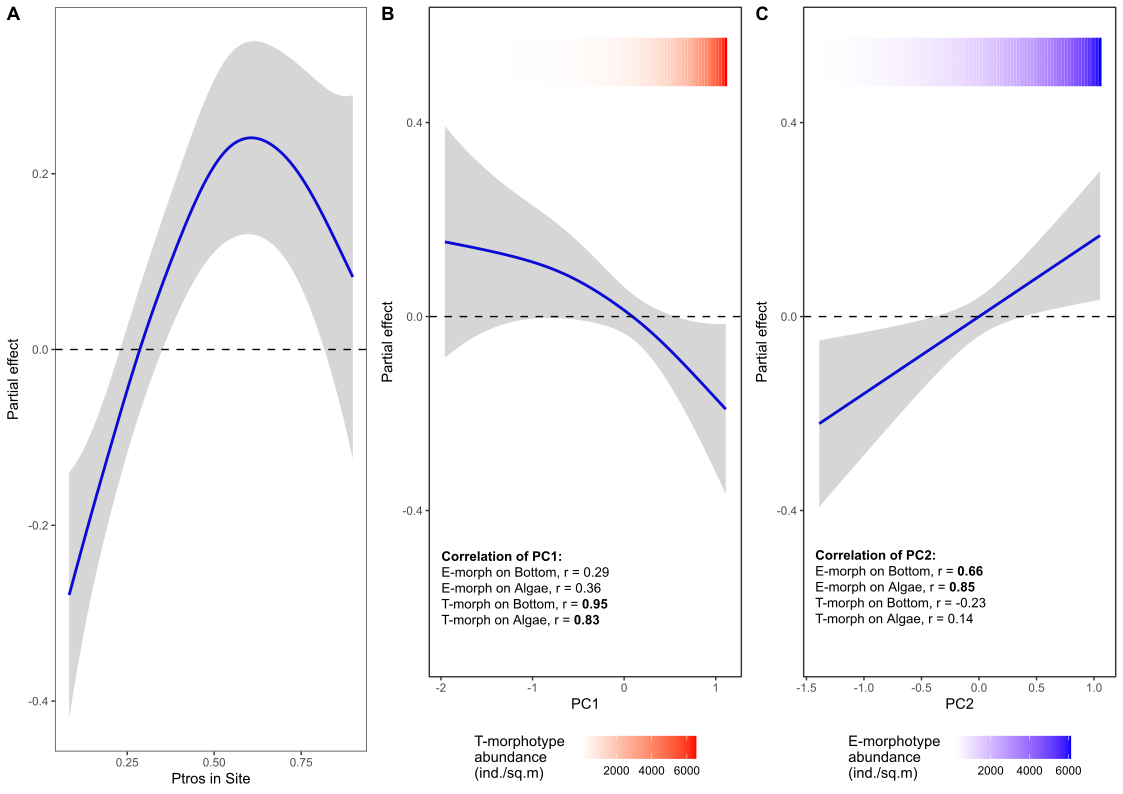 A
B
C
Partial effect
0.2
0.0
-0.2
-0.4
0.25
0.50
0.75
Ptros in Site
Partial effect
0.4
0.0
-0.4
Correlation of PC1:
E-morph on Bottom, r = 0.29
E-morph on Algae, r = 0.36
T-morph on Bottom, r = 0.95
T-morph on Algae, r = 0.83
-2
-1
0
1
PC1
T-morphotype
abundance
(ind./sq.m)
2000 4000 6000
Partial effect
0.4
0.0
-0.4
Correlation of PC2:
E-morph on Bottom, r = 0.66
E-morph on Algae, r = 0.85
T-morph on Bottom, r = -0.23
T-morph on Algae, r = 0.14
-1.5
-1.0
-0.5
0.0
0.5
1.0
PC2
E-morphotype
abundance
(ind./sq.m)
2000 4000 6000